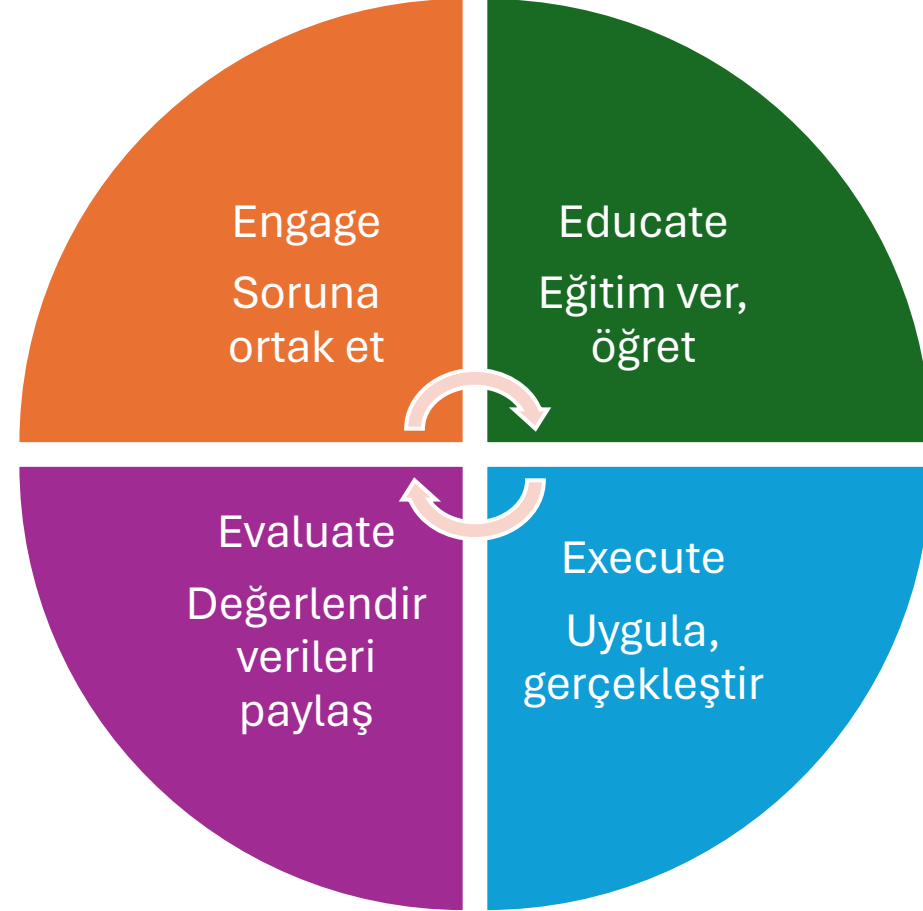 Engage
Soruna
ortak et
Educate
Eğitim ver,
öğret
Execute
Uygula,
gerçekleştir
Evaluate
Değerlendir
verileri
paylaş